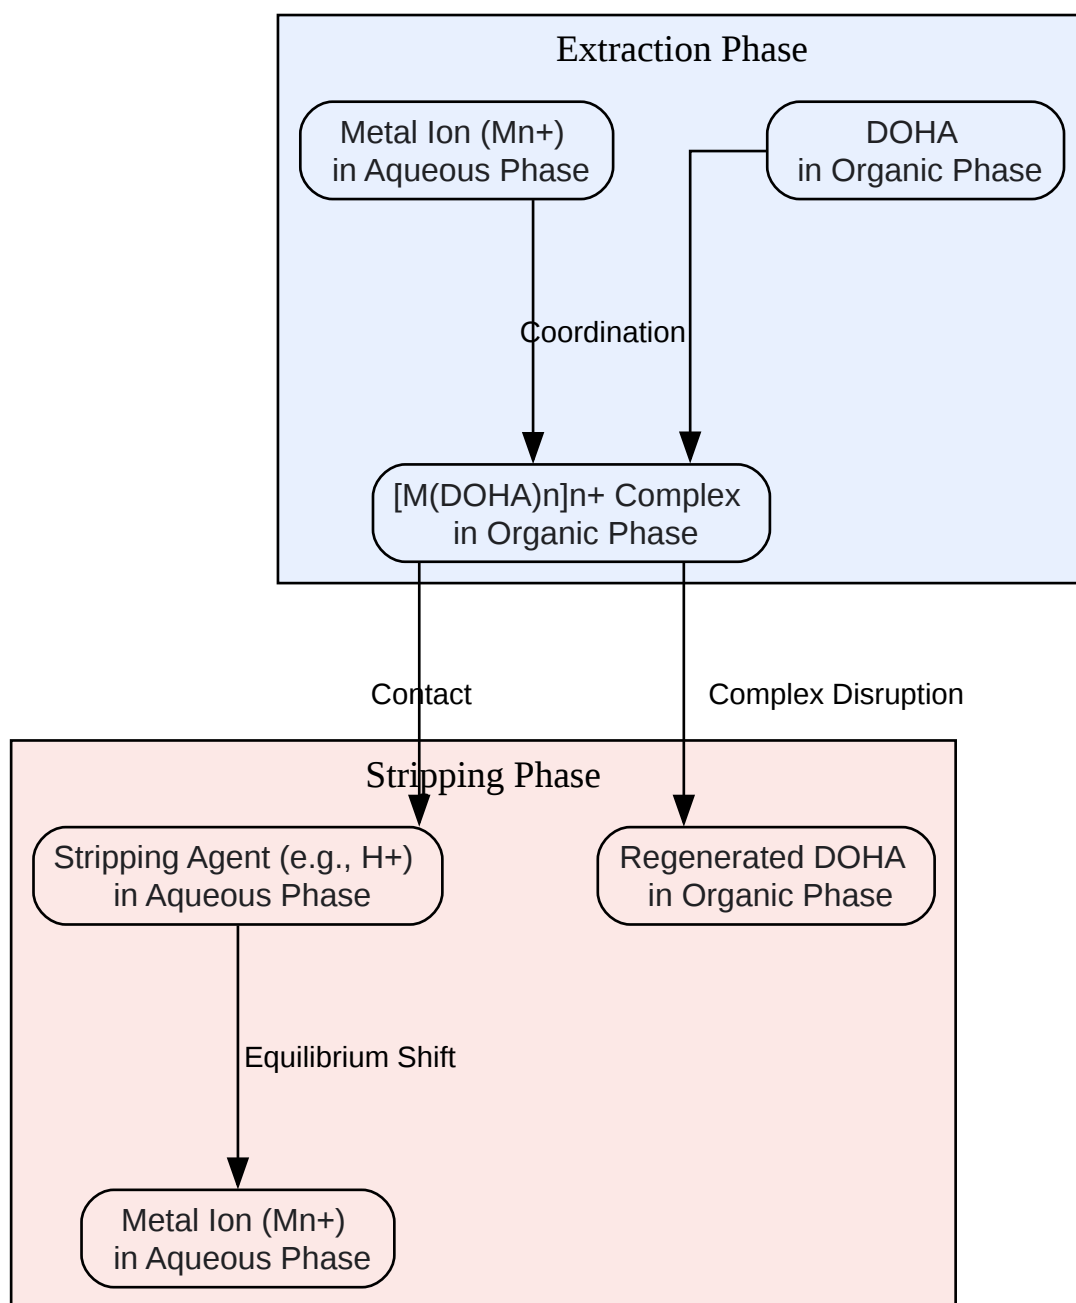 Extraction Phase
Metal Ion (Mn+)
in Aqueous Phase
DOHA
in Organic Phase
Coordination
[M(DOHA)n]n+ Complex
in Organic Phase
Contact
Complex Disruption
Stripping Phase
Stripping Agent (e.g., H+)
in Aqueous Phase
Regenerated DOHA
in Organic Phase
Equilibrium Shift
Metal Ion (Mn+)
in Aqueous Phase